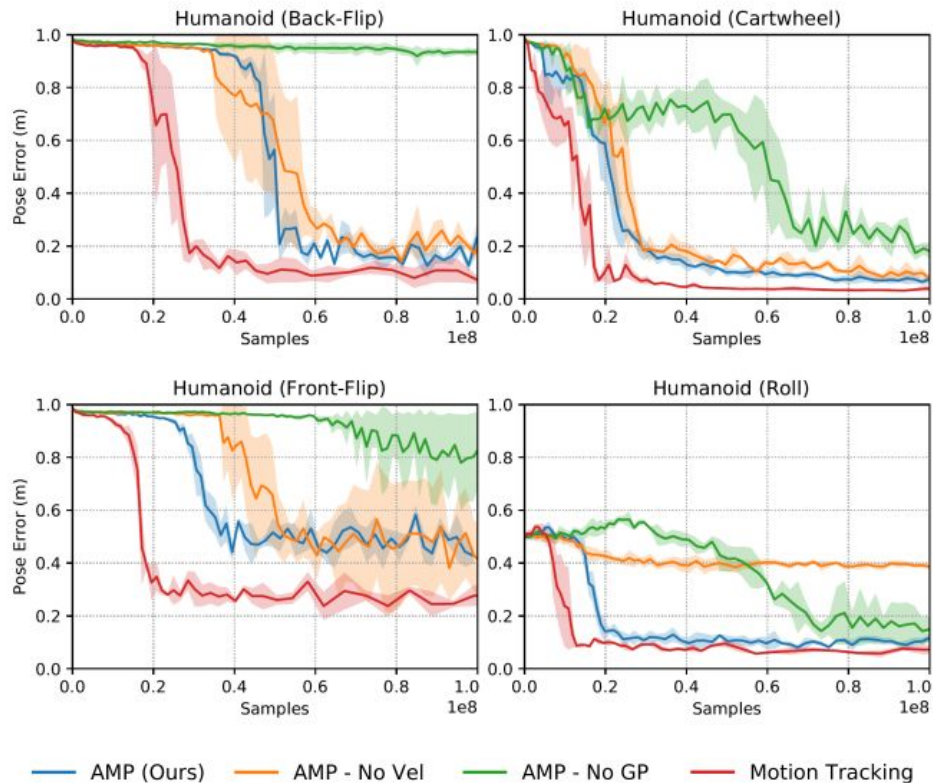 Humanoid (Back-Flip)
Humanoid (Cartwheel)
1.0
0.8
0.6
0.4
0.2
0.0
Pose Error (m)
0.0 0.2 0.4 0.6 0.8 1.0
Samples
1e8
1.0
0.8
0.6
0.4
0.2
0.0
0.0 0.2 0.4 0.6 0.8 1.0
Samples
1e8
Humanoid (Front-Flip)
Humanoid (Roll)
1.0
0.8
0.6
0.4
0.2
0.0
Pose Error (m)
0.0 0.2 0.4 0.6 0.8 1.0
Samples
1e8
1.0
0.8
0.6
0.4
0.2
0.0
0.0 0.2 0.4 0.6 0.8 1.0
Samples
1e8
AMP (Ours) AMP - No Vel AMP - No GP Motion Tracking